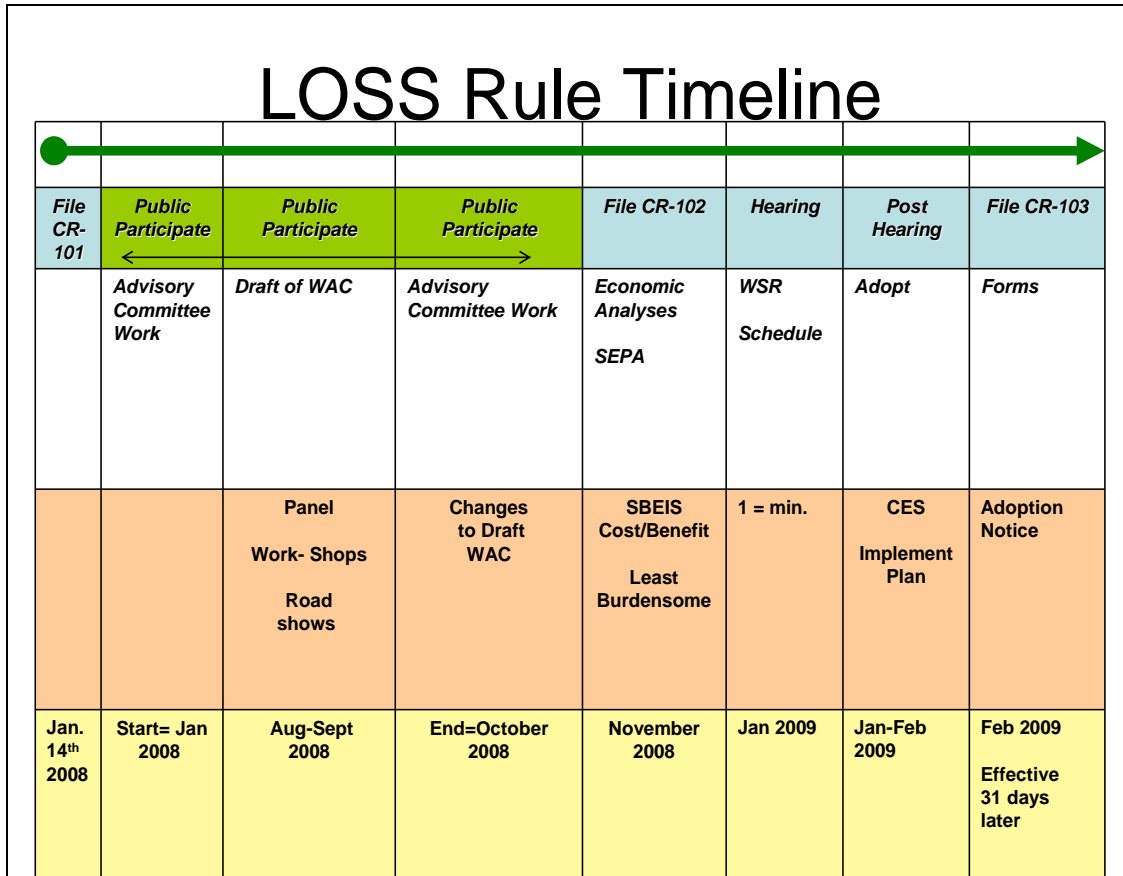 LOSS Rule Timeline
File
CR-
101
Public
Participate
Public
Participate
Public
Participate
File CR-102
Hearing
Post
Hearing
File CR-103
Advisory
Committee
Work
Draft of WAC
Advisory
Committee Work
Economic
Analyses
SEPA
WSR
Schedule
Adopt
Forms
Panel
Work- Shops
Road
shows
Changes
to Draft
WAC
SBEIS
Cost/Benefit
Least
Burdensome
1 = min.
CES
Implement
Plan
Adoption
Notice
Jan.
14th
2008
Start= Jan
2008
Aug-Sept
2008
End=October
2008
November
2008
Jan 2009
Jan-Feb
2009
Feb 2009
Effective
31 days
later